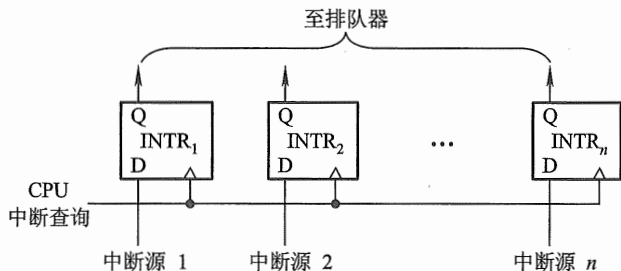 至排队器
Q Q Q
INTR₁ INTR₂ … INTRₙ
D D D
CPU
中断查询
中断源 1 中断源 2 中断源 n